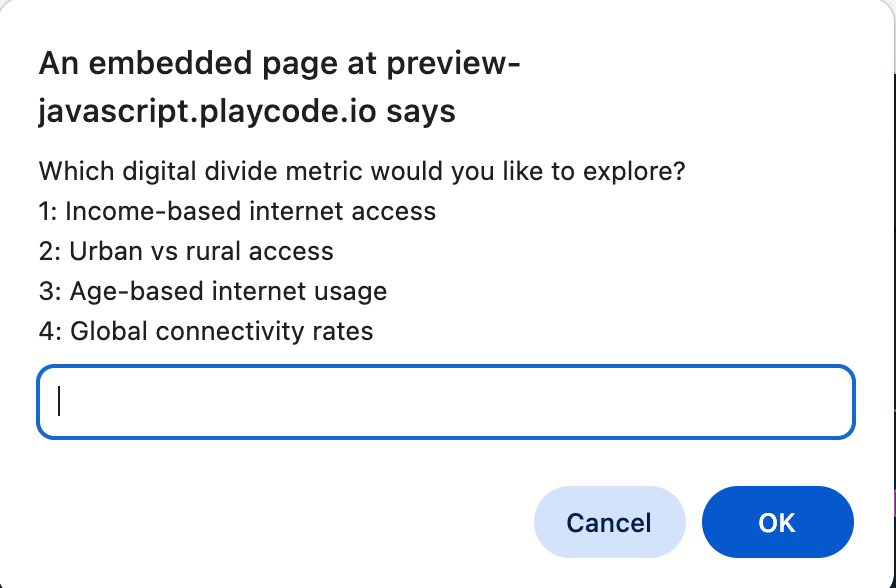 An embedded page at preview-
javascript.playcode.io says
Which digital divide metric would you like to explore?
1: Income-based internet access
2: Urban vs rural access
3: Age-based internet usage
4: Global connectivity rates
Cancel
OK